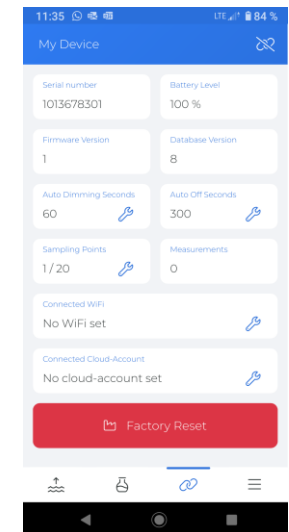 11:35 LTE 84 %
My Device
Serial number Battery Level
1013678301 100 %
Firmware Version Database Version
1 8
Auto Dimming Seconds Auto Off Seconds
60 300
Sampling Points Measurements
1 / 20 0
Connected WiFi
No WiFi set
Connected Cloud-Account
No cloud-account set
Factory Reset